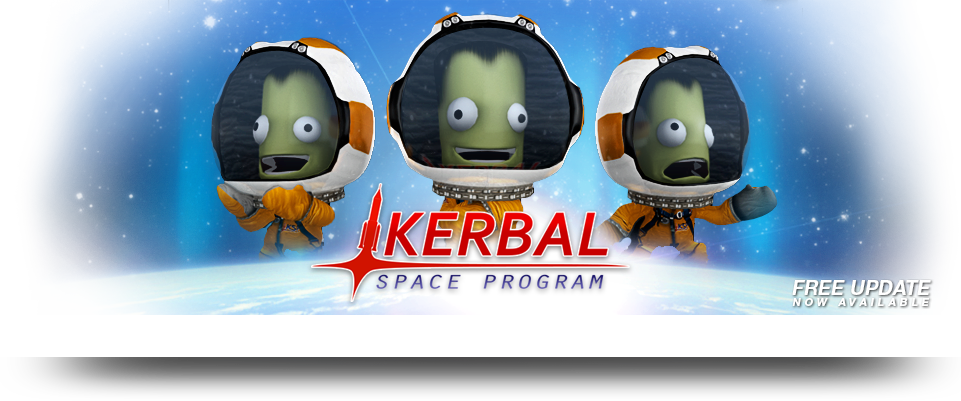 KERBAL
SPACE PROGRAM
FREE UPDATE
NOW AVAILABLE